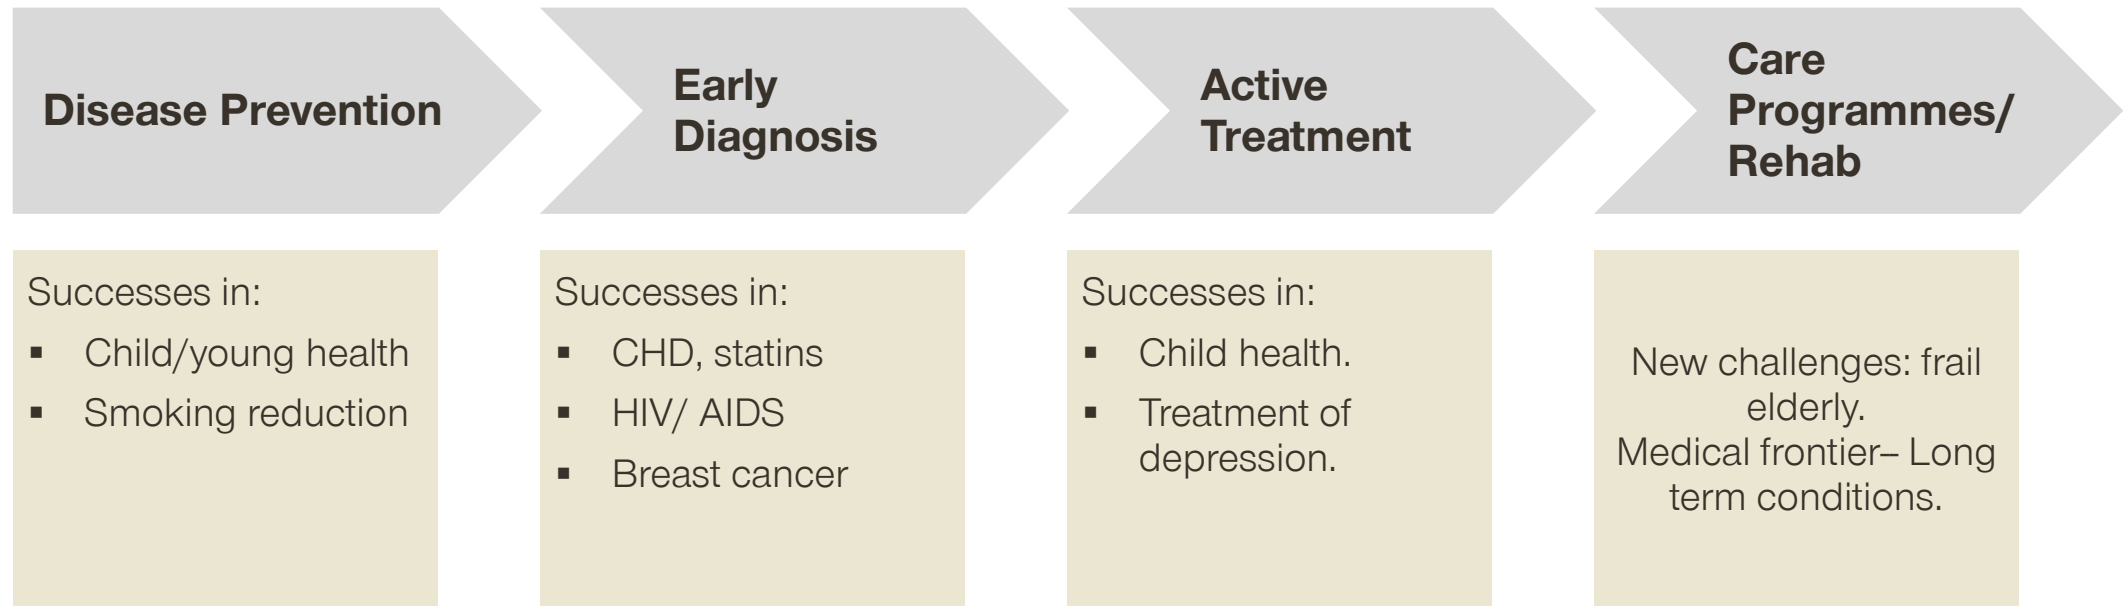 Disease Prevention
Early
Diagnosis
Active
Treatment
Care
Programmes/
Rehab
Successes in:
▪ Child/young health
▪ Smoking reduction
Successes in:
▪ CHD, statins
▪ HIV/ AIDS
▪ Breast cancer
Successes in:
▪ Child health.
▪ Treatment of
depression.
New challenges: frail
elderly.
Medical frontier– Long
term conditions.